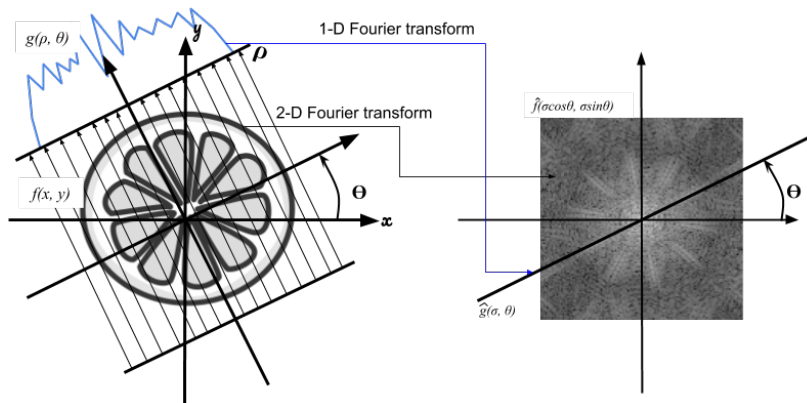 g(ρ, θ)
y
1-D Fourier transform
ρ
f̂(σcosθ, σsinθ)
2-D Fourier transform
f(x, y)
Θ
x
Θ
ĝ(σ, θ)